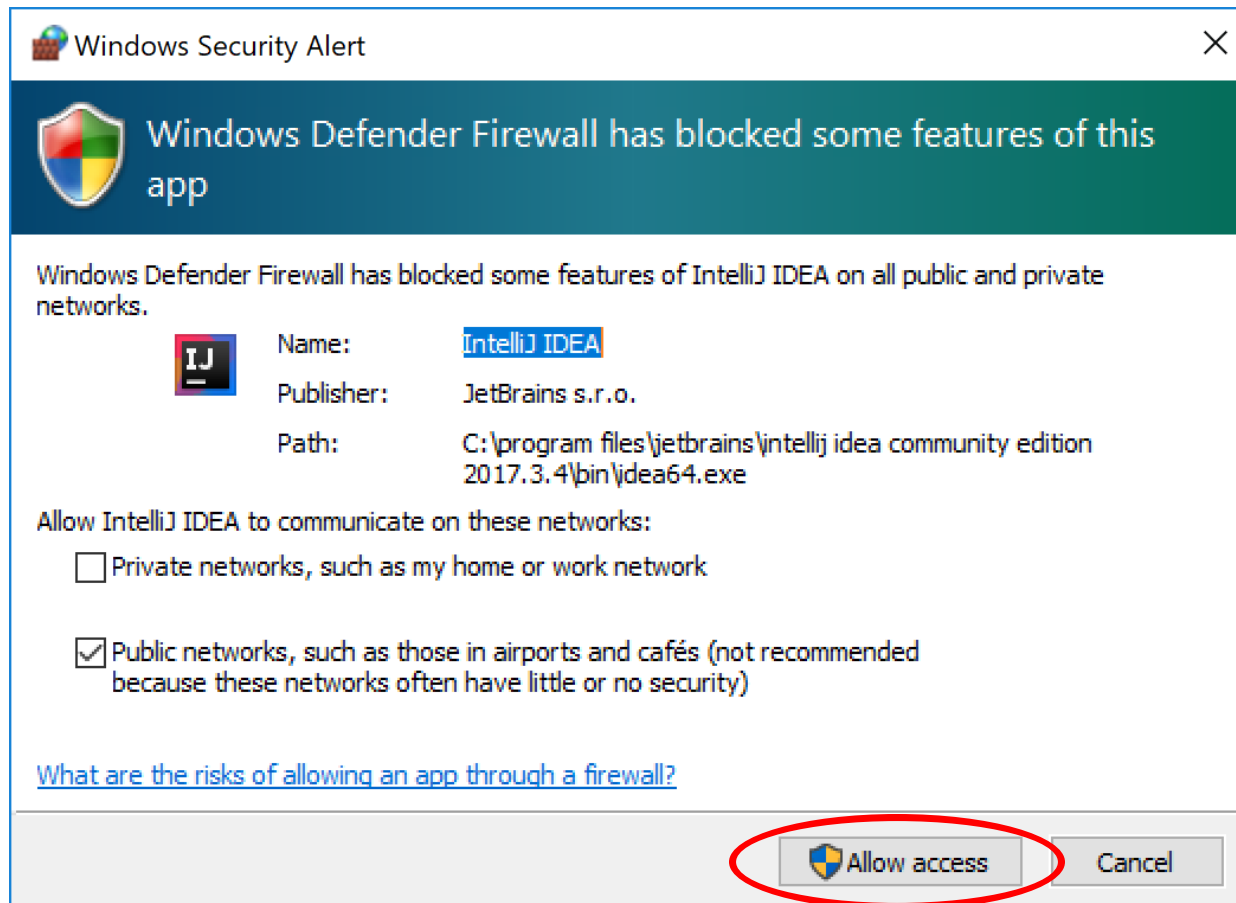 Windows Security Alert
Windows Defender Firewall has blocked some features of this
app
Windows Defender Firewall has blocked some features of IntelliJ IDEA on all public and private
networks.
IJ
Name: IntelliJ IDEA
Publisher: JetBrains s.r.o.
Path: C:\program files\jetbrains\intellij idea community edition
2017.3.4\bin\idea64.exe
Allow IntelliJ IDEA to communicate on these networks:
Private networks, such as my home or work network
Public networks, such as those in airports and cafés (not recommended
because these networks often have little or no security)
What are the risks of allowing an app through a firewall?
Allow access Cancel